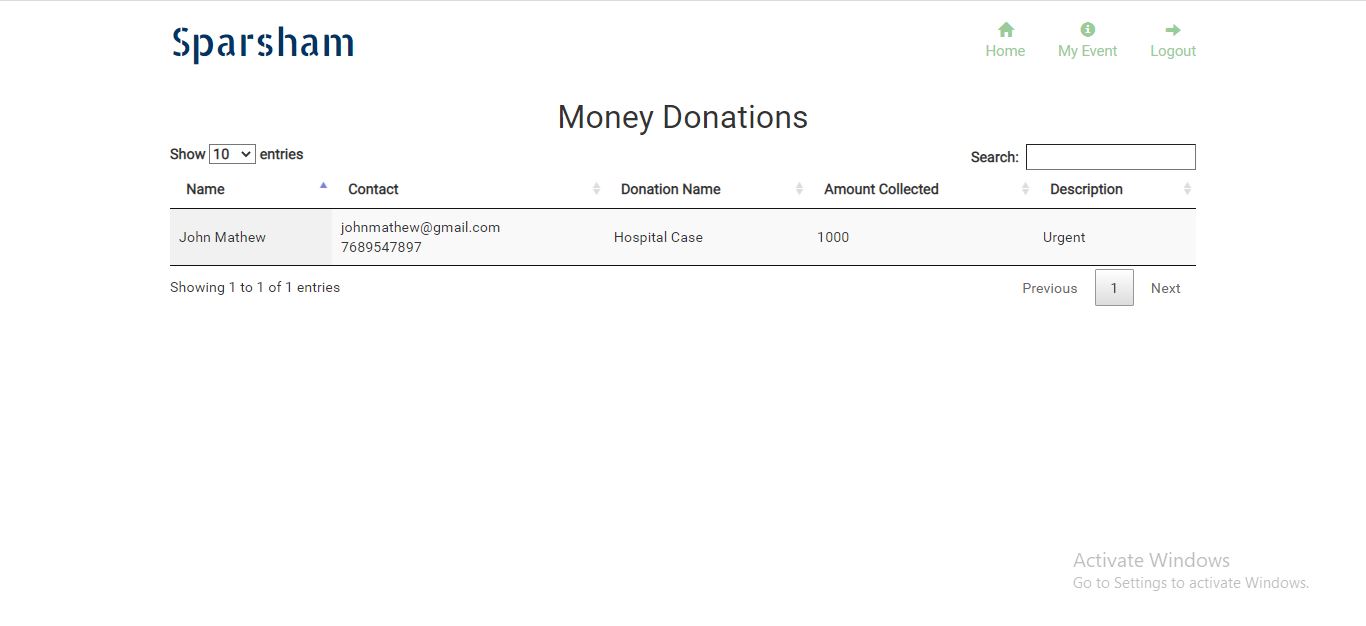 Sparsham
Home My Event Logout
Money Donations
Show 10 entries
Search:
Name Contact Donation Name Amount Collected Description
John Mathew johnmathew@gmail.com Hospital Case 1000 Urgent
7689547897
Showing 1 to 1 of 1 entries
Previous 1 Next
Activate Windows
Go to Settings to activate Windows.